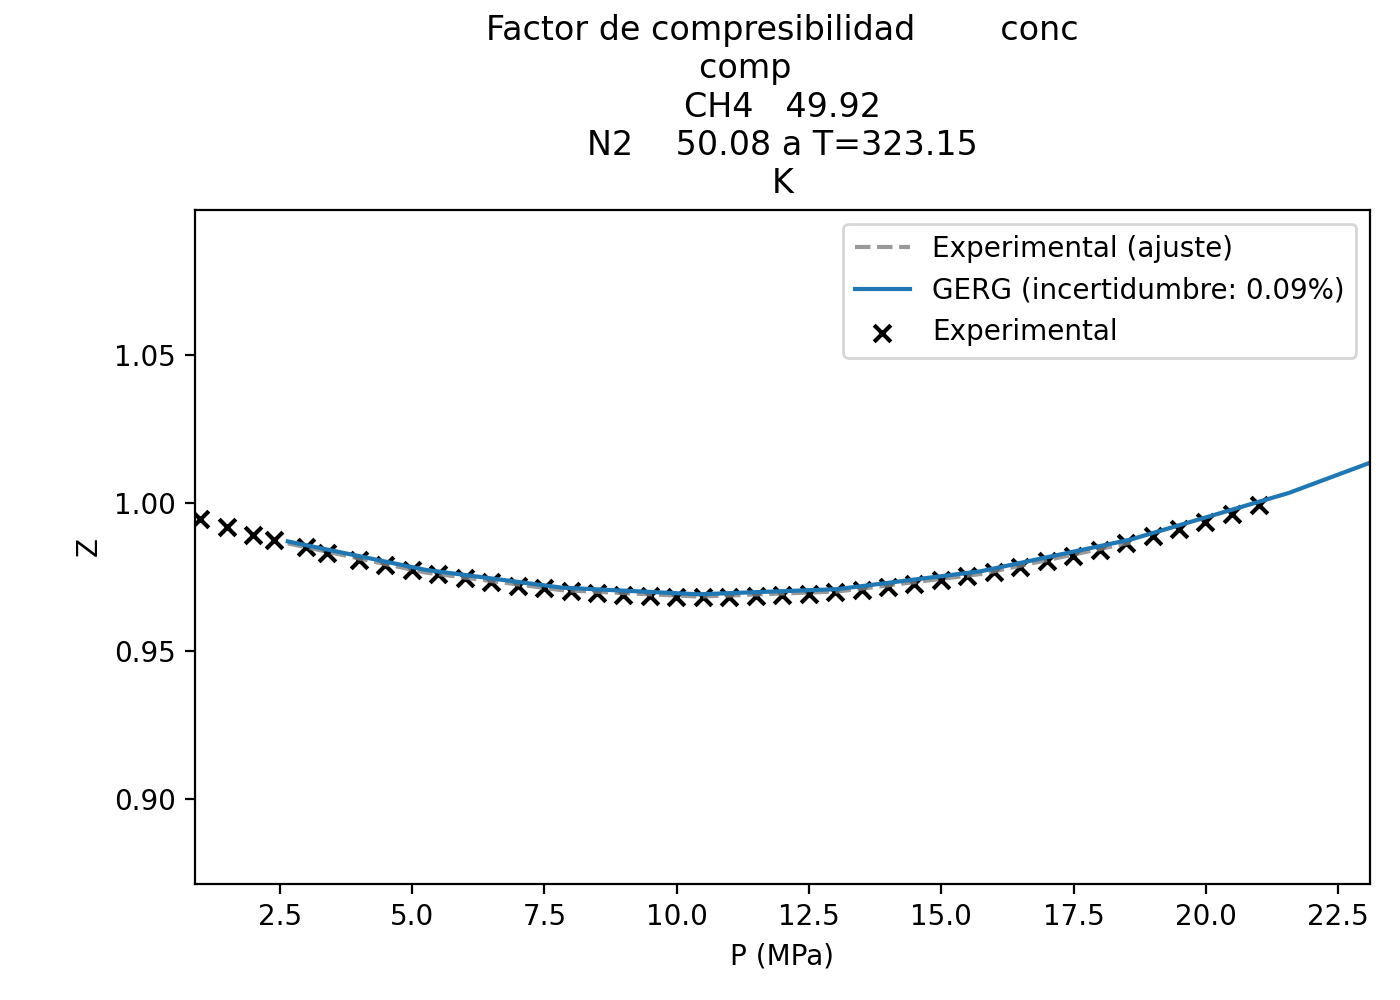 Factor de compresibilidad conc
comp
CH4 49.92
N2 50.08 a T=323.15
K
Experimental (ajuste)
GERG (incertidumbre: 0.09%)
Experimental
1.05
1.00
0.95
0.90
Z
2.5 5.0 7.5 10.0 12.5 15.0 17.5 20.0 22.5
P (MPa)